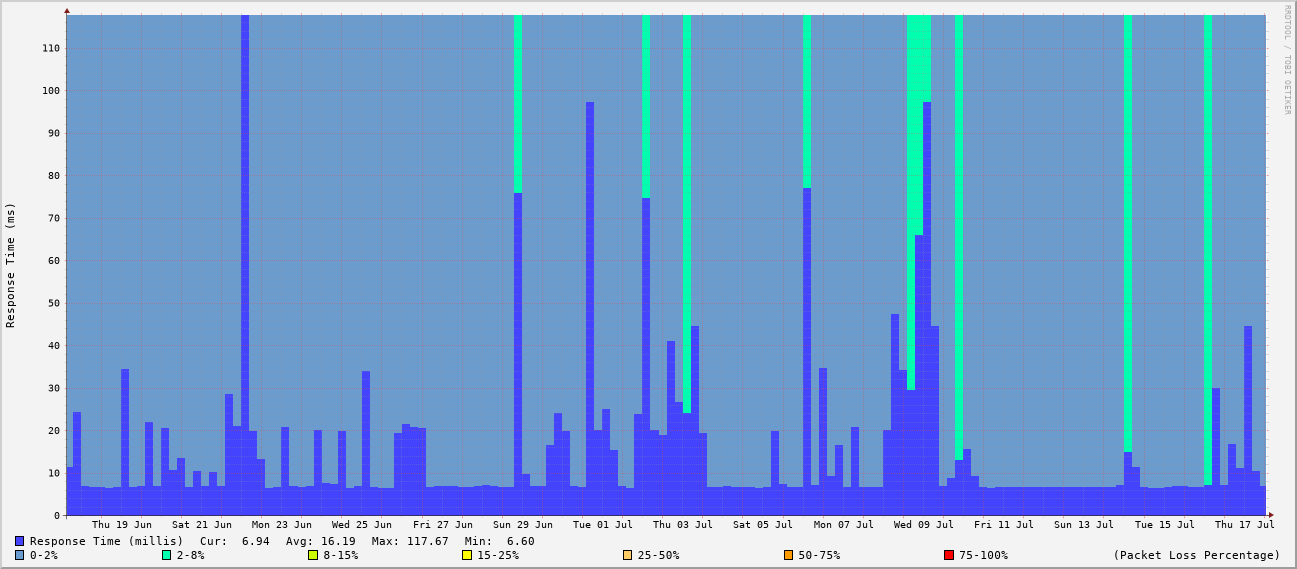 RRDTOOL / TOBI OETIKER
Response Time (ms)
110
100
90
80
70
60
50
40
30
20
10
0
Thu 19 Jun Sat 21 Jun Mon 23 Jun Wed 25 Jun Fri 27 Jun Sun 29 Jun Tue 01 Jul Thu 03 Jul Sat 05 Jul Mon 07 Jul Wed 09 Jul Fri 11 Jul Sun 13 Jul Tue 15 Jul Thu 17 Jul
Response Time (millis) Cur: 6.94 Avg: 16.19 Max: 117.67 Min: 6.60
0-2% 2-8% 8-15% 15-25% 25-50% 50-75% 75-100% (Packet Loss Percentage)